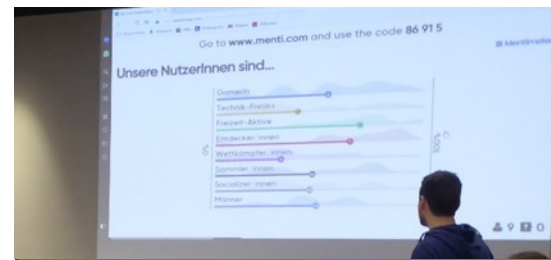 Go to www.menti.com and use the code 86 91 5
Mentimeter
Unsere NutzerInnen sind...
GamerIn
Technik-Freaks
Freizeit-Aktive
Entdecker:innen
Wettkämpfer:innen
Sammler:innen
Socializer:innen
Männer
0%
100%
9
0